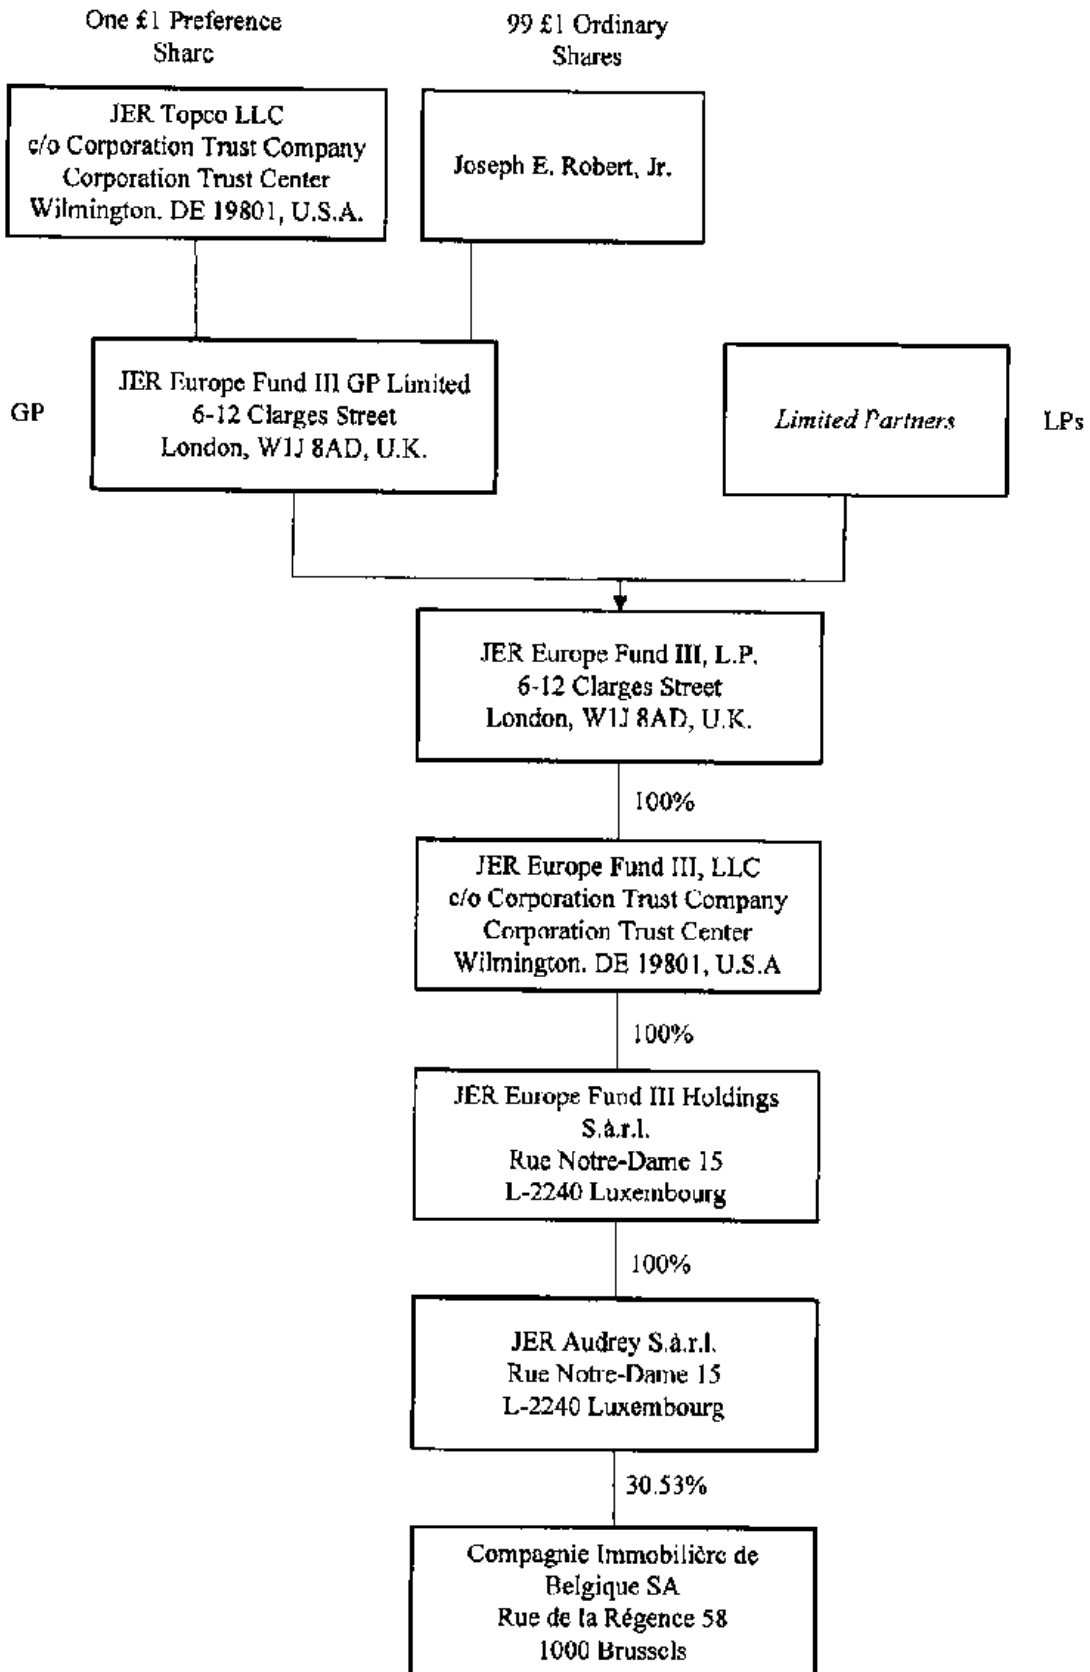 One £1 Preference
Share
99 £1 Ordinary
Shares
JER Topco LLC
c/o Corporation Trust Company
Corporation Trust Center
Wilmington. DE 19801, U.S.A.
Joseph E. Robert, Jr.
GP
JER Europe Fund III GP Limited
6-12 Clarges Street
London, W1J 8AD, U.K.
Limited Partners
LPs
JER Europe Fund III, L.P.
6-12 Clarges Street
London, W1J 8AD, U.K.
100%
JER Europe Fund III, LLC
c/o Corporation Trust Company
Corporation Trust Center
Wilmington. DE 19801, U.S.A
100%
JER Europe Fund III Holdings
S.à.r.l.
Rue Notre-Dame 15
L-2240 Luxembourg
100%
JER Audrey S.à.r.l.
Rue Notre-Dame 15
L-2240 Luxembourg
30.53%
Compagnie Immobilière de
Belgique SA
Rue de la Régence 58
1000 Brussels